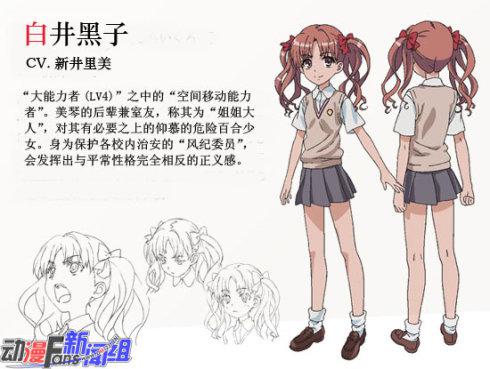 白井黑子
CV. 新井里美
“大能力者 (LV4)”之中的“空间移动能力
者”。美琴的后辈兼室友，称其为“姐姐大
人”，对其有必要之上的仰慕的危险百合少
女。身为保护各校内治安的“风纪委员”，
会发挥出与平常性格完全相反的正义感。
动漫Fans新闻组